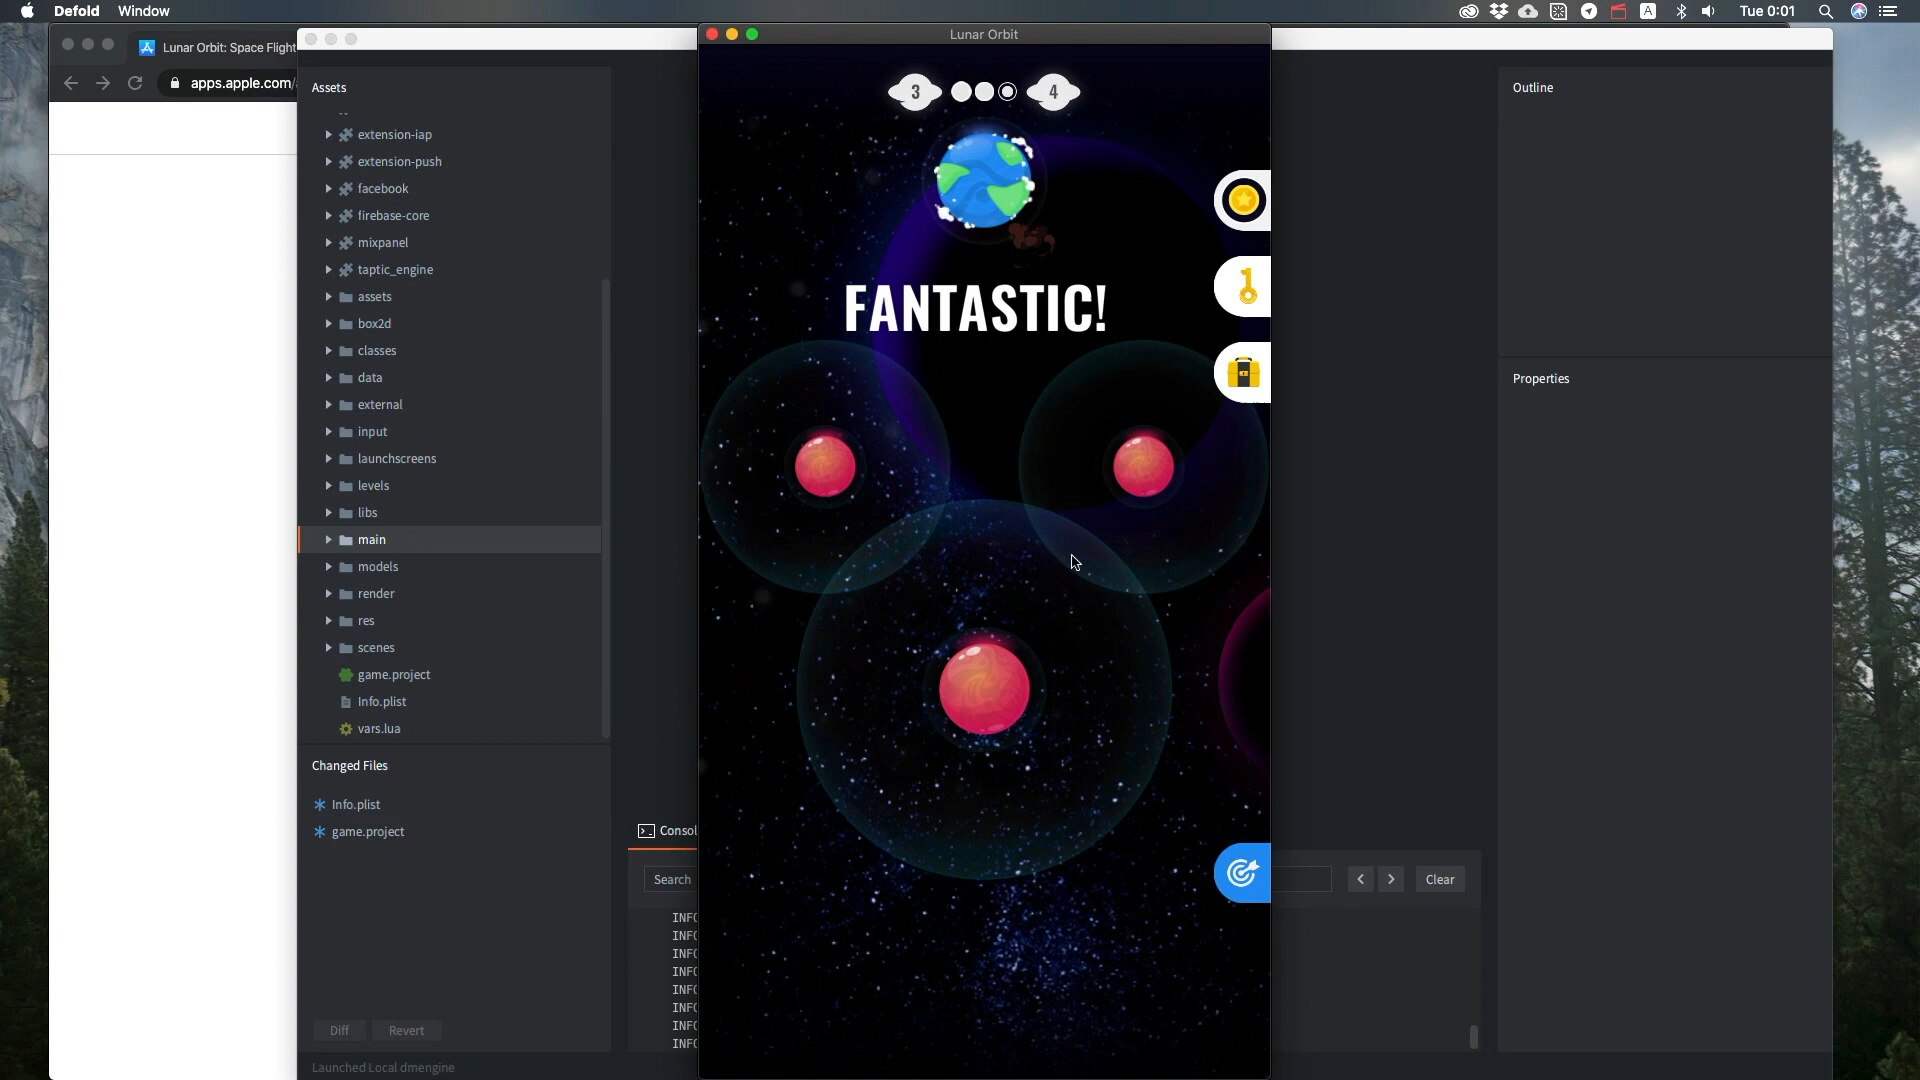 Defold Window
A
Tue 0:01
Lunar Orbit: Space Flight
apps.apple.com/
Assets
extension-iap
extension-push
facebook
firebase-core
mixpanel
taptic_engine
assets
box2d
classes
data
external
input
launchscreens
levels
libs
main
models
render
res
scenes
game.project
Info.plist
vars.lua
Changed Files
Info.plist
game.project
Diff Revert
Launched Local dmengine
Lunar Orbit
3 4
FANTASTIC!
Consol
Search
Clear
INFO
INFO
INFO
INFO
INFO
INFO
INFO
INFO
Outline
Properties